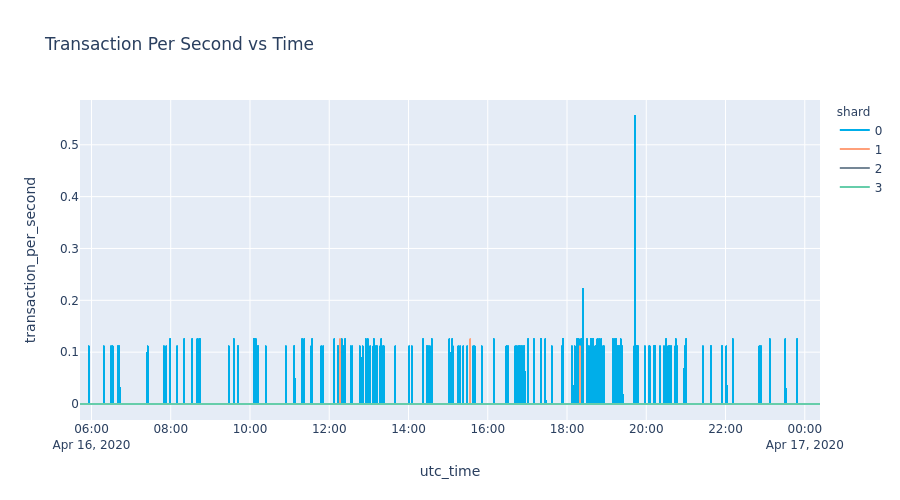 Transaction Per Second vs Time
shard
0
1
2
3
transaction_per_second
0.5
0.4
0.3
0.2
0.1
0
06:00 08:00 10:00 12:00 14:00 16:00 18:00 20:00 22:00 00:00
Apr 16, 2020 Apr 17, 2020
utc_time